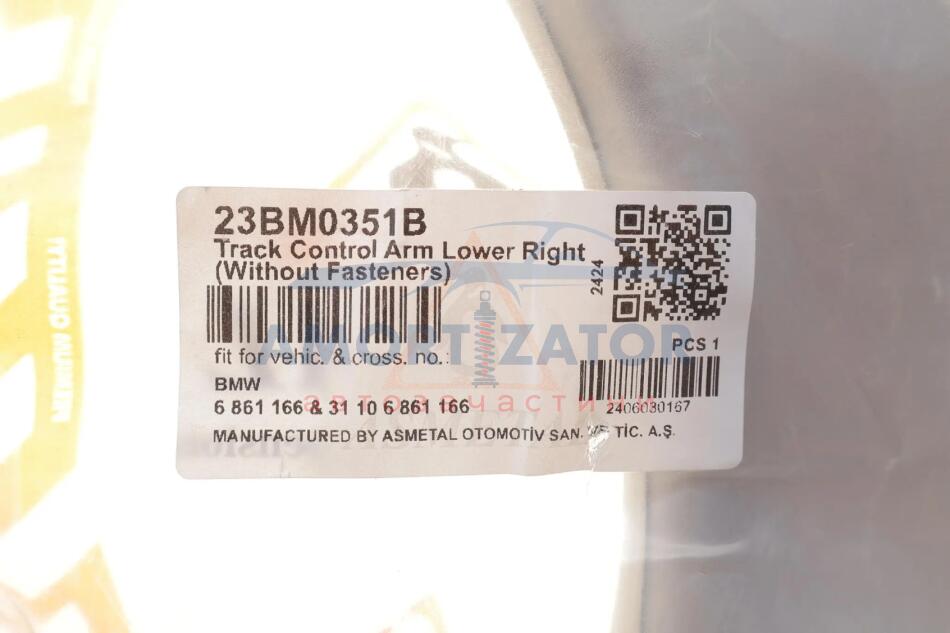 23BM0351B
Track Control Arm Lower Right
(Without Fasteners)
2424
AMORTIZATOR
PCS 1
fit for vehic. & cross. no.:
BMW
автозапчастини
6 861 166 & 31 10 6 861 166
2406030167
MANUFACTURED BY ASMETAL OTOMOTİV SAN. VE TİC. A.Ş.